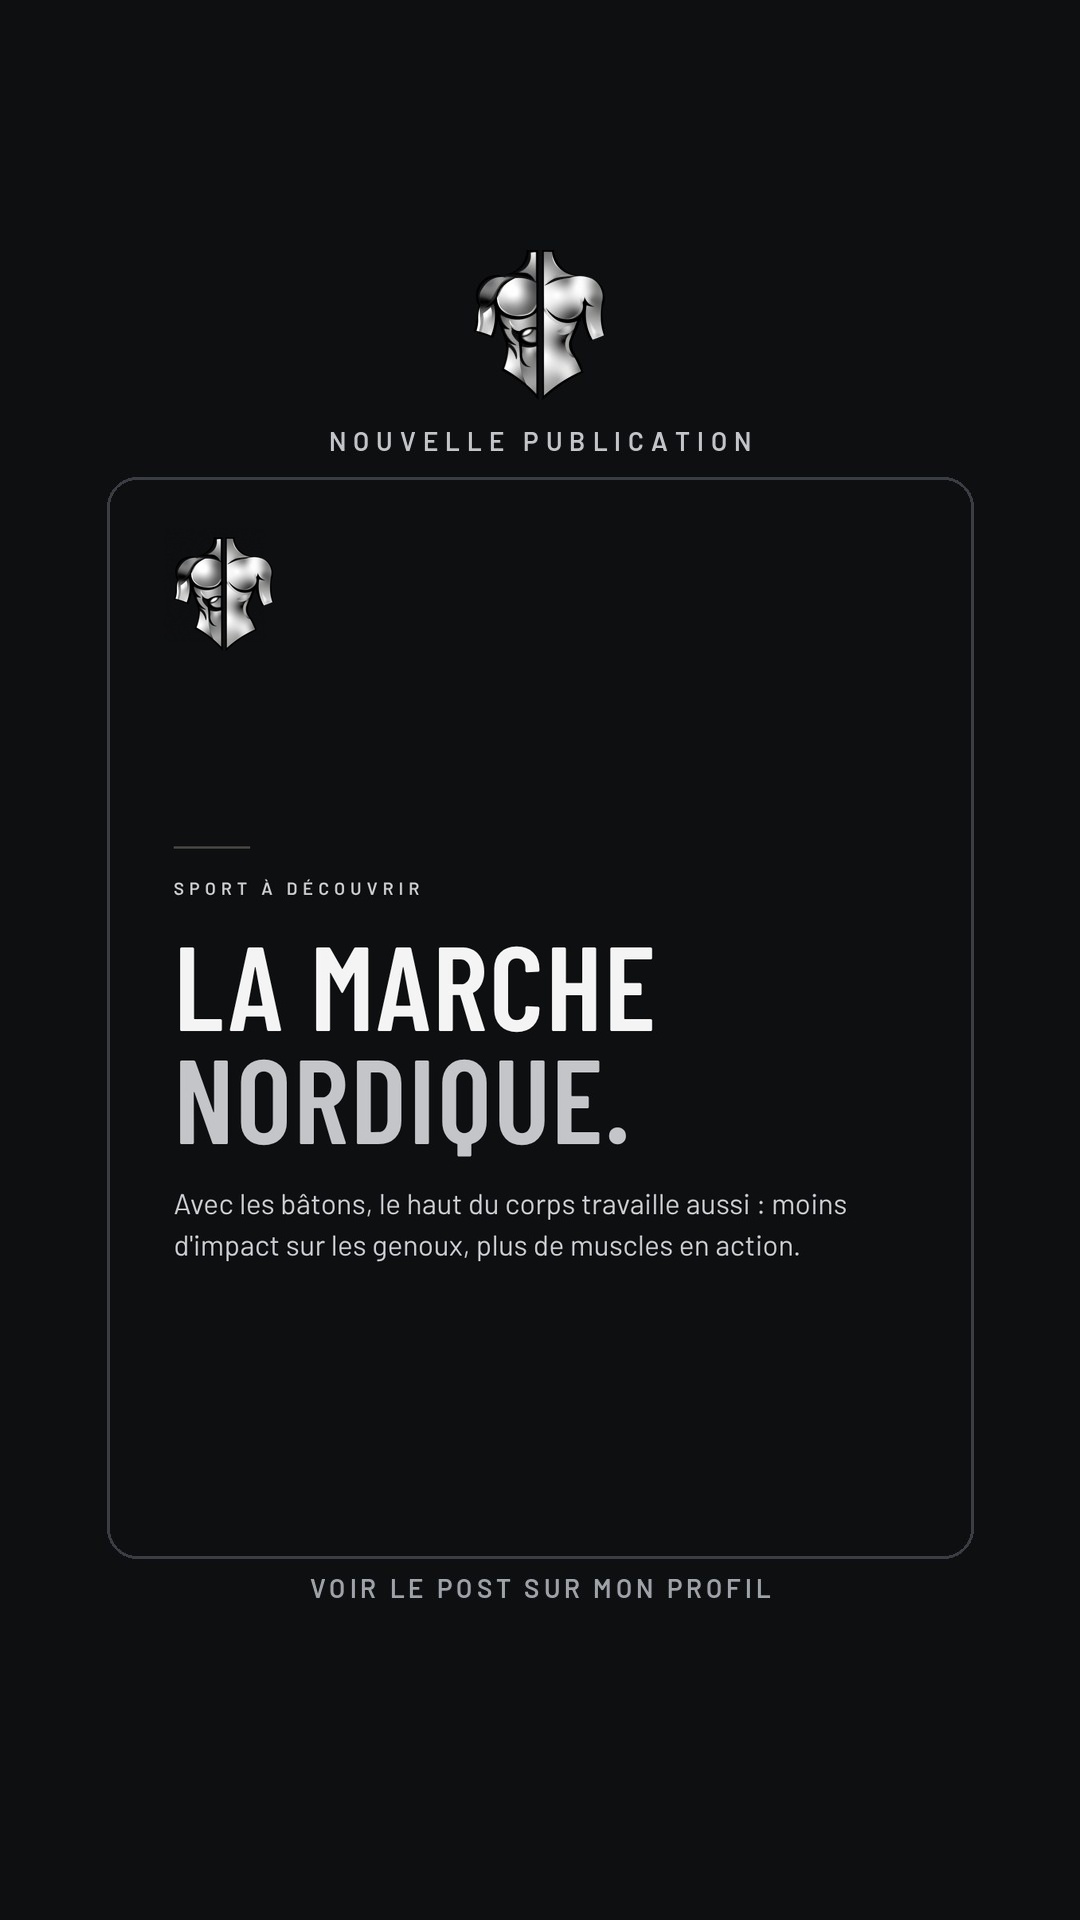 NOUVELLE PUBLICATION
SPORT À DÉCOUVRIR
LA MARCHE
NORDIQUE.
Avec les bâtons, le haut du corps travaille aussi : moins
d'impact sur les genoux, plus de muscles en action.
VOIR LE POST SUR MON PROFIL